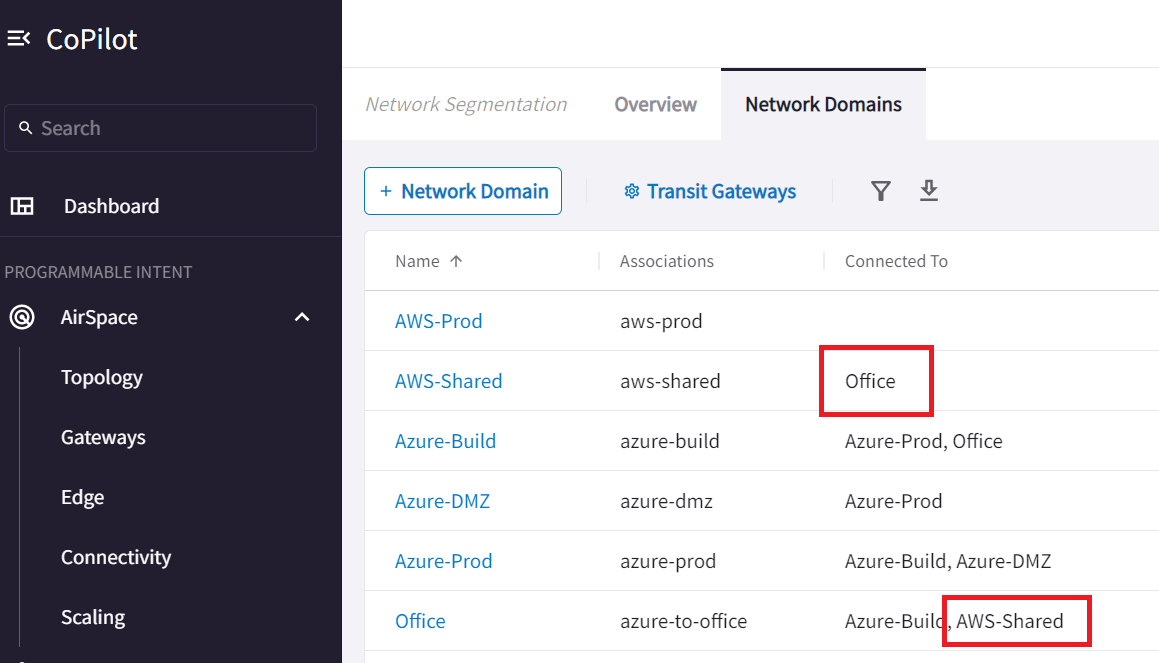 CoPilot
Search
Dashboard
PROGRAMMABLE INTENT
AirSpace
Topology
Gateways
Edge
Connectivity
Scaling
Network Segmentation Overview Network Domains
+ Network Domain Transit Gateways
Name Associations Connected To
AWS-Prod aws-prod
AWS-Shared aws-shared Office
Azure-Build azure-build Azure-Prod, Office
Azure-DMZ azure-dmz Azure-Prod
Azure-Prod azure-prod Azure-Build, Azure-DMZ
Office azure-to-office Azure-Build, AWS-Shared